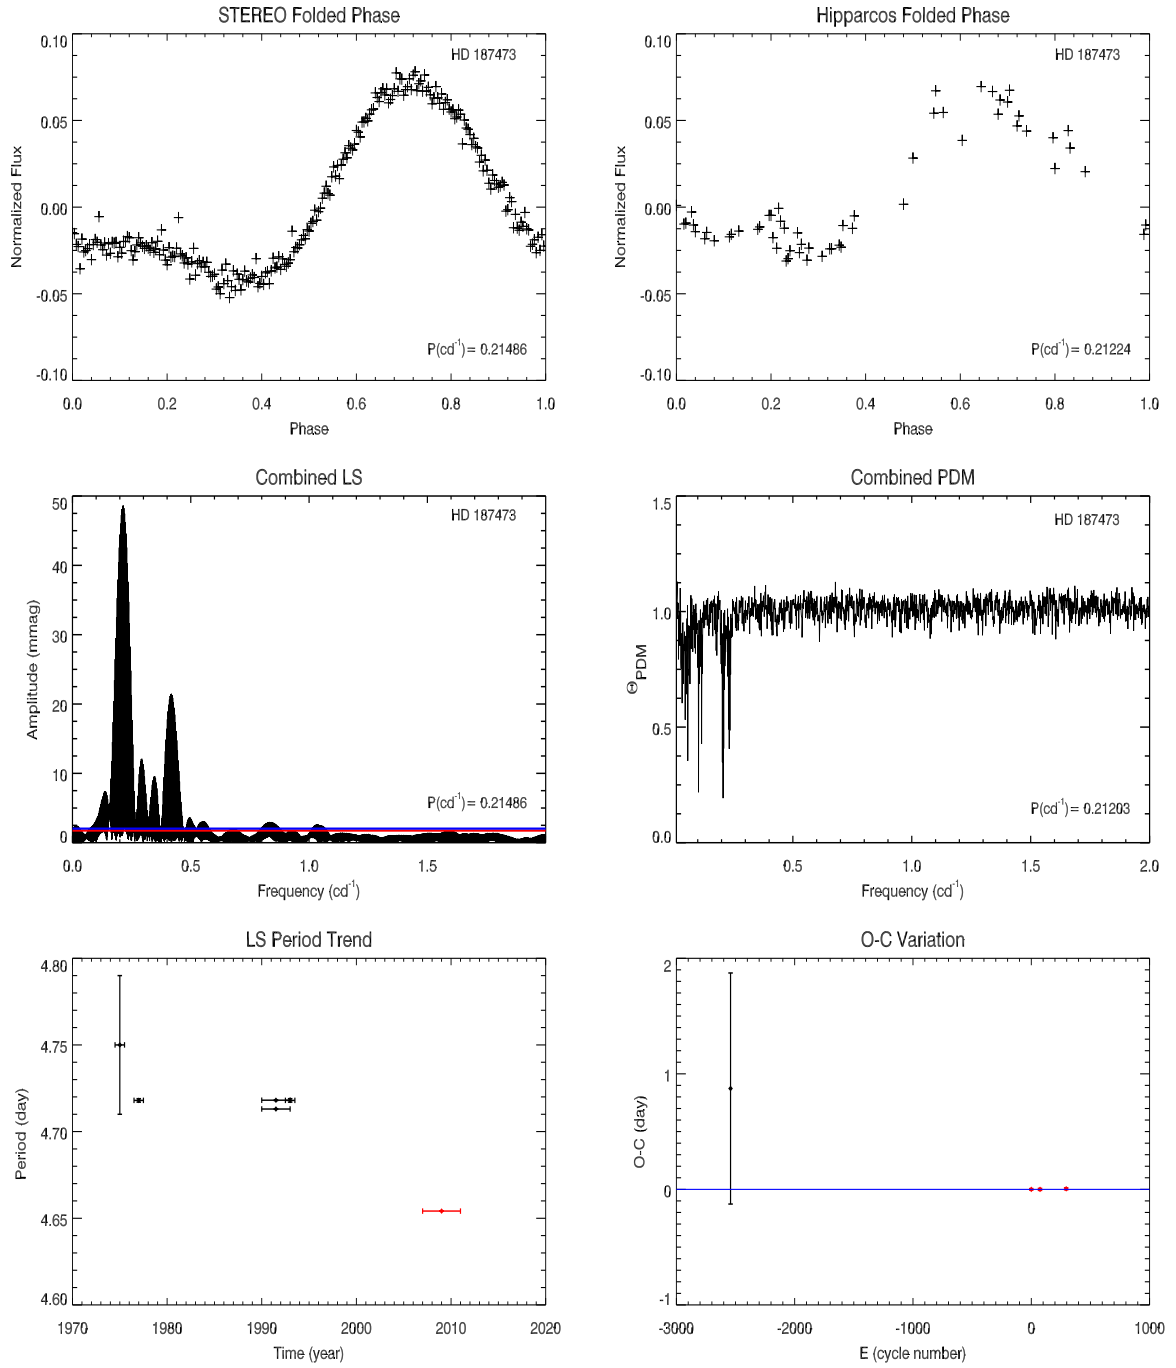 STEREO Folded Phase
HD 187473
0.10
0.05
0.00
-0.05
-0.10
Normalized Flux
P(cd⁻¹)= 0.21486
0.0 0.2 0.4 0.6 0.8 1.0
Phase
Hipparcos Folded Phase
HD 187473
0.10
0.05
0.00
-0.05
-0.10
Normalized Flux
P(cd⁻¹)= 0.21224
0.0 0.2 0.4 0.6 0.8 1.0
Phase
Combined LS
HD 187473
50
40
30
20
10
0
Amplitude (mmag)
P(cd⁻¹)= 0.21486
0.0 0.5 1.0 1.5
Frequency (cd⁻¹)
Combined PDM
HD 187473
1.5
1.0
0.5
0.0
Θ_PDM
P(cd⁻¹)= 0.21203
0.5 1.0 1.5 2.0
Frequency (cd⁻¹)
LS Period Trend
4.80
4.75
4.70
4.65
4.60
Period (day)
1970 1980 1990 2000 2010 2020
Time (year)
O-C Variation
2
1
0
-1
O-C (day)
-3000 -2000 -1000 0 1000
E (cycle number)